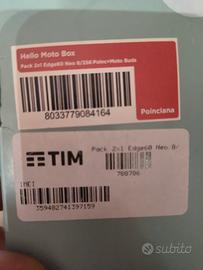 Hello Moto Box
Pack 2x1 Edge60 Neo 8/256 Poinc+Moto Buds
8033779084164
Poinciana
TIM
Pack 2x1 Edge60 Neo 8/
788706
IMEI
359482741397159
subito